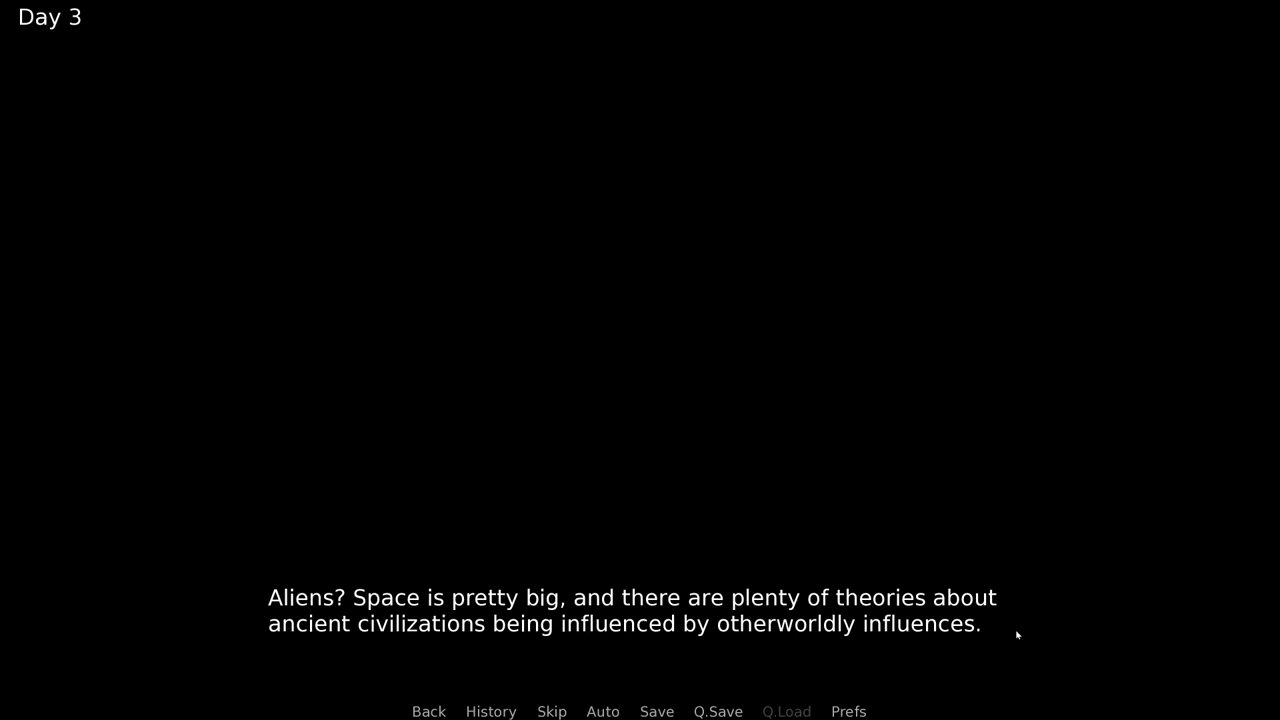 Day 3
Aliens? Space is pretty big, and there are plenty of theories about
ancient civilizations being influenced by otherworldly influences.
Back History Skip Auto Save Q.Save Q.Load Prefs